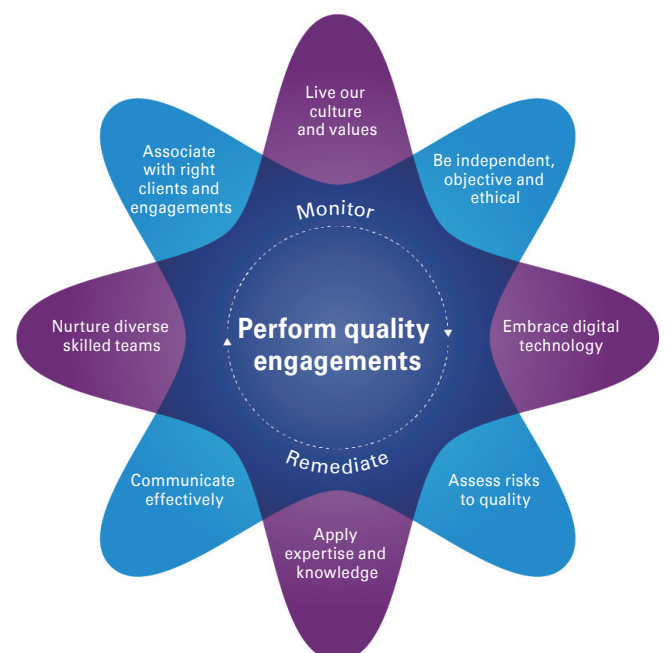 Live our
culture
and values
Associate
with right
clients and
engagements
Be independent,
objective and
ethical
Monitor
Nurture diverse
skilled teams
Perform quality
engagements
Embrace digital
technology
Remediate
Communicate
effectively
Assess risks
to quality
Apply
expertise and
knowledge